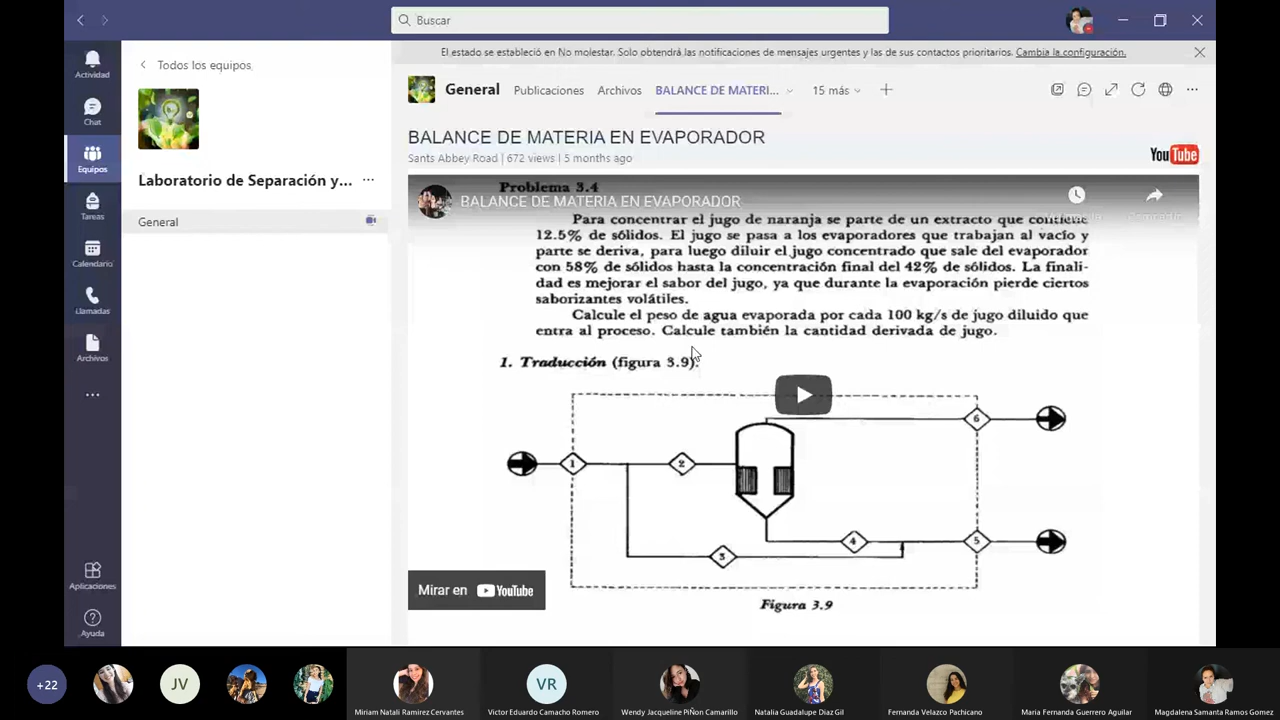 Buscar
El estado se estableció en No molestar. Solo obtendrá las notificaciones de mensajes urgentes y las de sus contactos prioritarios. Cambia la configuración.
Actividad
Chat
Equipos
Tareas
Calendario
Llamadas
Archivos
Aplicaciones
Ayuda
Todos los equipos
Laboratorio de Separación y...
General
General
Publicaciones
Archivos
BALANCE DE MATERI...
15 más
BALANCE DE MATERIA EN EVAPORADOR
Sants Abbey Road | 672 views | 5 months ago
YouTube
Problema 3.4
BALANCE DE MATERIA EN EVAPORADOR
Para concentrar el jugo de naranja se parte de un extracto que contiene
12.5% de sólidos. El jugo se pasa a los evaporadores que trabajan al vacío y
parte se deriva, para luego diluir el jugo concentrado que sale del evaporador
con 58% de sólidos hasta la concentración final del 42% de sólidos. La finali-
dad es mejorar el sabor del jugo, ya que durante la evaporación pierde ciertos
saborizantes volátiles.
Calcule el peso de agua evaporada por cada 100 kg/s de jugo diluido que
entra al proceso. Calcule también la cantidad derivada de jugo.
1. Traducción (figura 3.9).
6
1
2
4
5
3
Mirar en YouTube
Figura 3.9
+22
JV
VR
Miriam Natali Ramirez Cervantes
Victor Eduardo Camacho Romero
Wendy Jacqueline PiÑon Camarillo
Natalia Guadalupe Diaz Gil
Fernanda Velazco Pachicano
Maria Fernanda Guerrero Aguilar
Magdalena Samanta Ramos Gomez